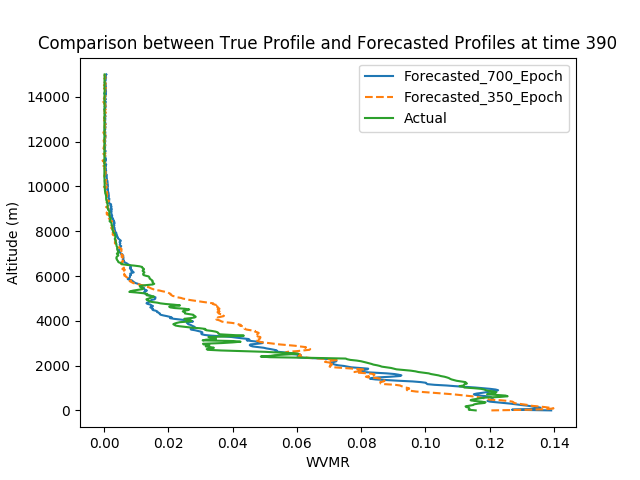 Comparison between True Profile and Forecasted Profiles at time 390
Forecasted_700_Epoch
Forecasted_350_Epoch
Actual
14000
12000
10000
8000
6000
4000
2000
0
Altitude (m)
0.00 0.02 0.04 0.06 0.08 0.10 0.12 0.14
WVMR